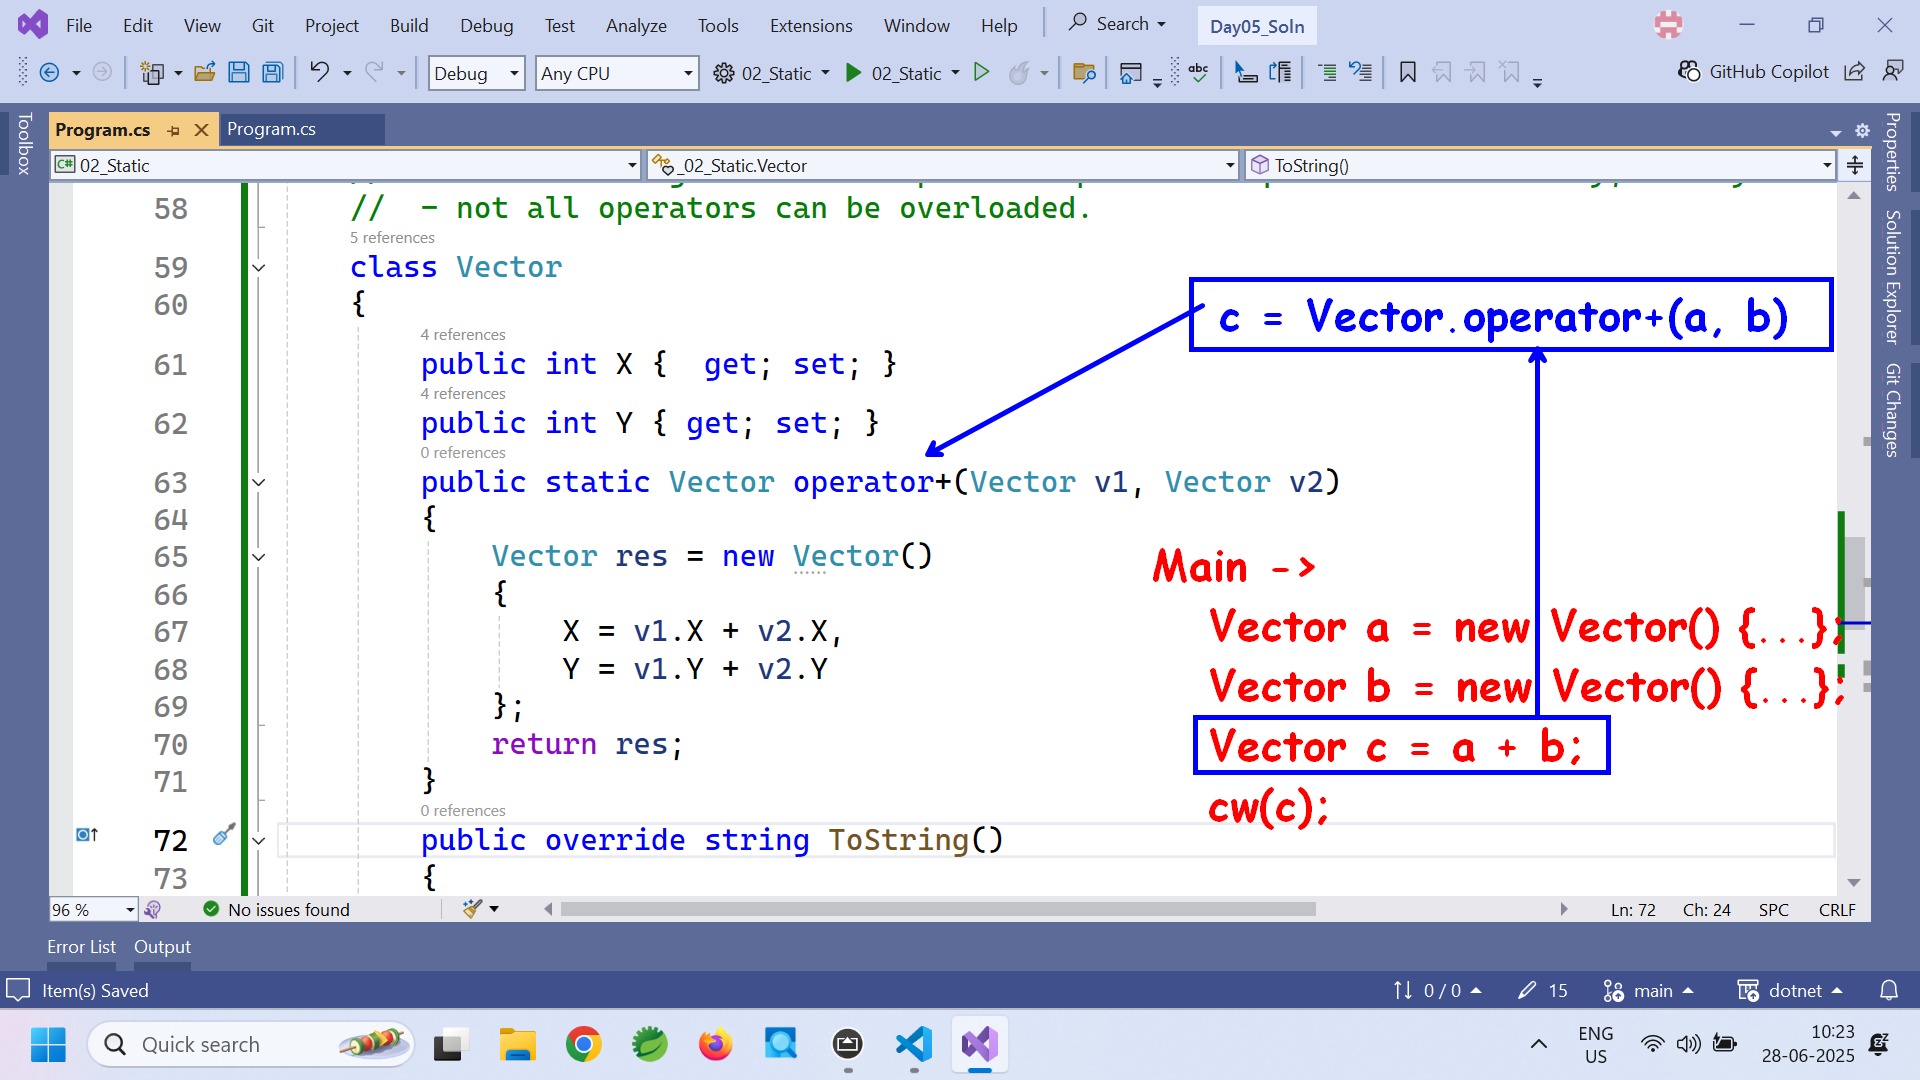 File Edit View Git Project Build Debug Test Analyze Tools Extensions Window Help Search Day05_Soln
Debug Any CPU 02_Static 02_Static GitHub Copilot
Toolbox
Program.cs Program.cs
C# 02_Static _02_Static.Vector ToString()
58 // - not all operators can be overloaded.
5 references
59 class Vector
60 {
4 references
61 public int X { get; set; }
4 references
62 public int Y { get; set; }
0 references
63 public static Vector operator+(Vector v1, Vector v2)
64 {
65 Vector res = new Vector()
66 {
67 X = v1.X + v2.X,
68 Y = v1.Y + v2.Y
69 };
70 return res;
71 }
0 references
72 public override string ToString()
73 {
c = Vector.operator+(a, b)
Main ->
Vector a = new Vector() {...};
Vector b = new Vector() {...};
Vector c = a + b;
cw(c);
Properties
Solution Explorer
Git Changes
96 % No issues found Ln: 72 Ch: 24 SPC CRLF
Error List Output
Item(s) Saved 0 / 0 15 main dotnet
Quick search
ENG
US
10:23
28-06-2025